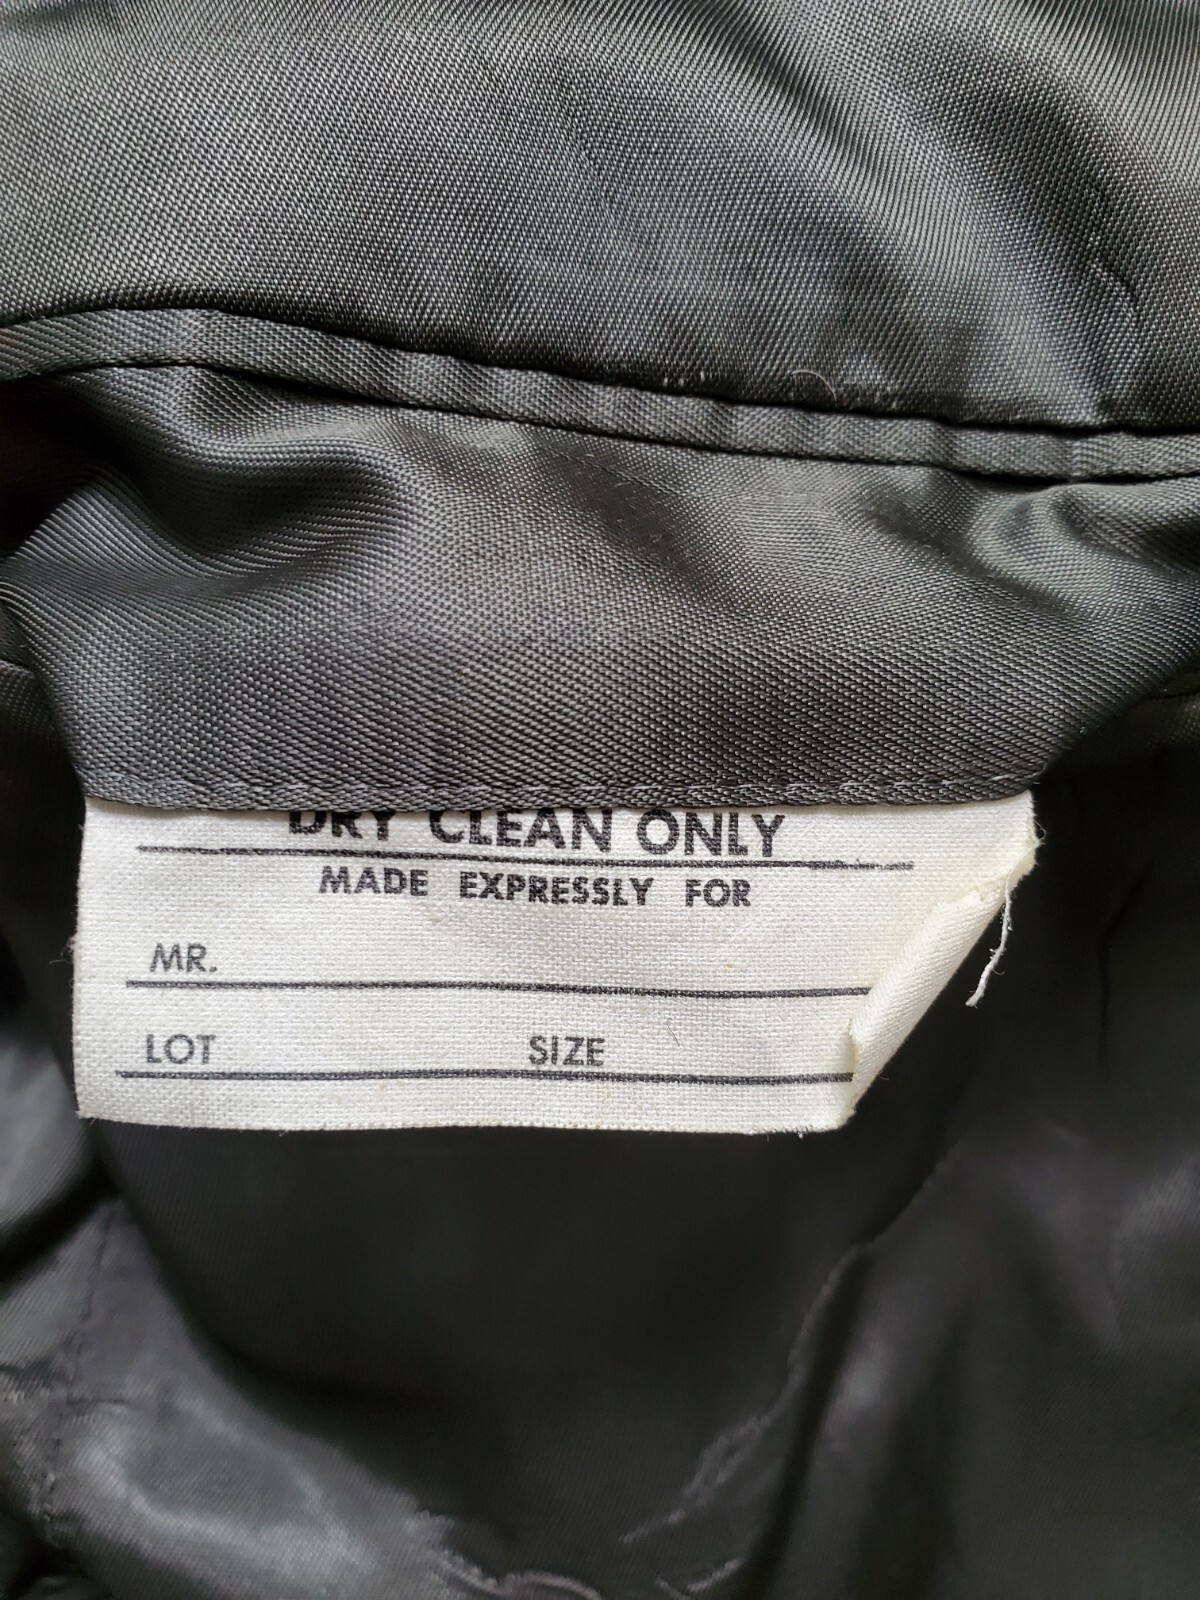 DRY CLEAN ONLY
MADE EXPRESSLY FOR
MR.
LOT SIZE